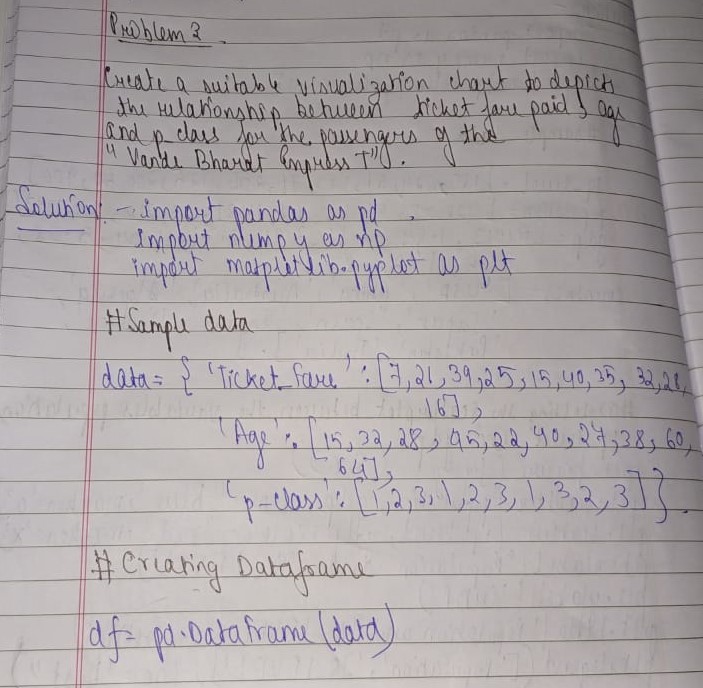 Problem 3
Create a suitable visualization chart to depict
the relationship between ticket fare paid, age
and p-class for the passengers of the
"Vande Bharat Express T".
Solution:- import pandas as pd
import numpy as np
import matplotlib.pyplot as plt
# Sample data
data = { 'Ticket_fare' : [7, 21, 39, 25, 15, 40, 35, 32, 28,
16],
'Age' : [15, 32, 28, 45, 22, 40, 27, 38, 60,
64],
'p-class' : [1, 2, 3, 1, 2, 3, 1, 3, 2, 3] }
# Creating Dataframe
df = pd.DataFrame (data)